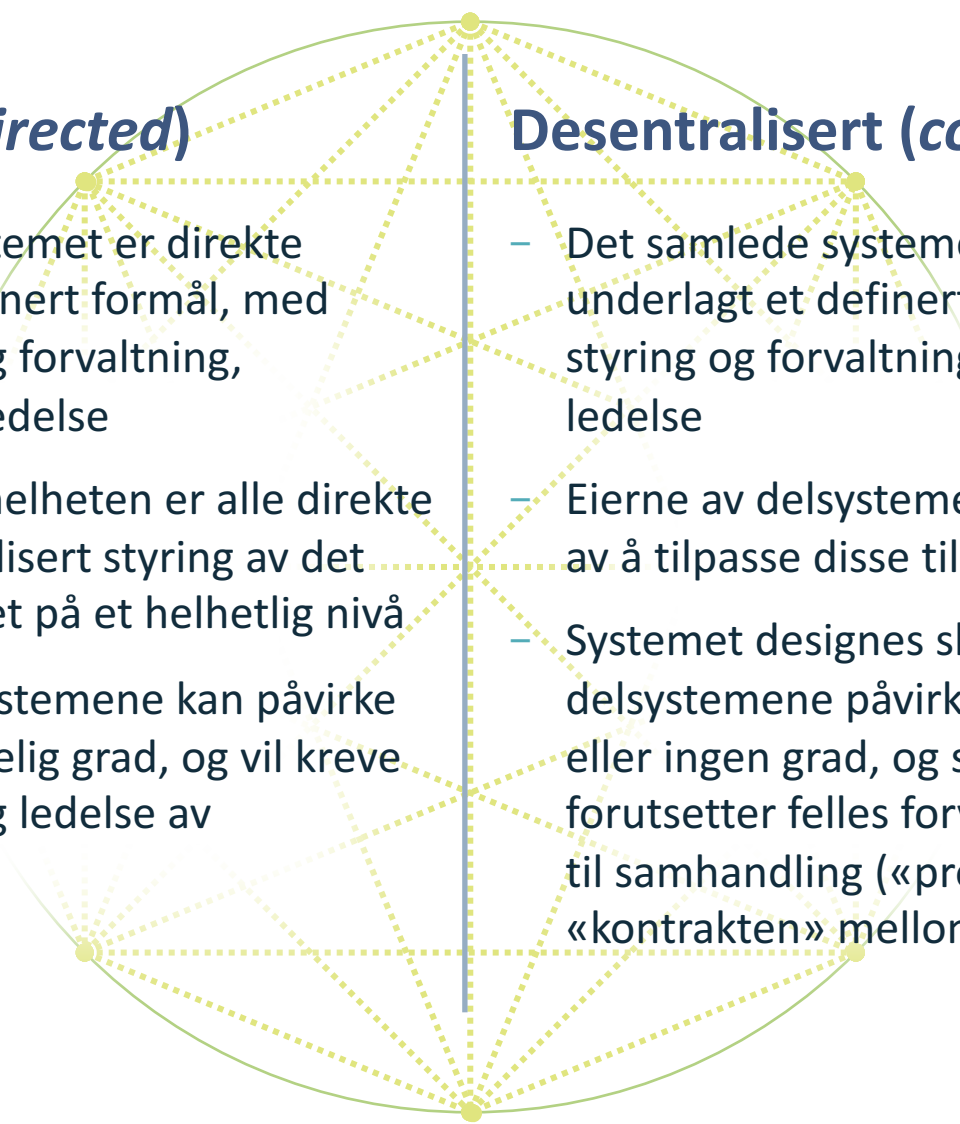 irected)
temet er direkte
nert formål, med
g forvaltning,
edelse
helheten er alle direkte
lisert styring av det
et på et helhetlig nivå
stemene kan påvirke
elig grad, og vil kreve
g ledelse av
Desentralisert (co
– Det samlede systeme
underlagt et definert
styring og forvaltning
ledelse
– Eierne av delsysteme
av å tilpasse disse til
– Systemet designes sl
delsystemene påvirk
eller ingen grad, og s
forutsetter felles forv
til samhandling («pro
«kontrakten» mellon